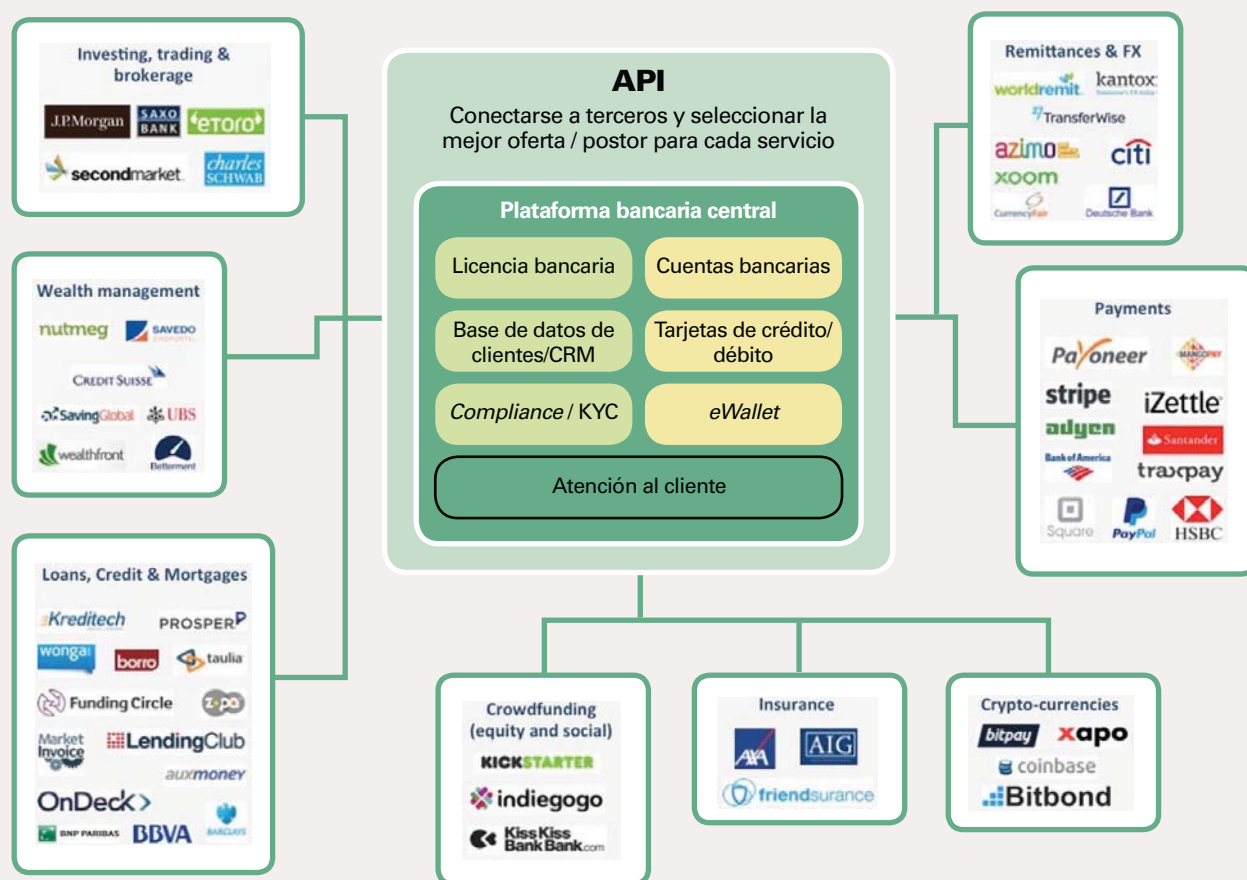 Investing, trading &
brokerage
J.P.Morgan
SAXO
BANK
eTORO
secondmarket
charles
SCHWAB
Wealth management
nutmeg
SAVEDO
CREDIT SUISSE
SavingGlobal
UBS
wealthfront
Betterment
Loans, Credit & Mortgages
Kreditech
PROSPER
wonga
borro
taulia
Funding Circle
zopa
Market
Invoice
LendingClub
auxmoney
OnDeck>
BNP PARIBAS
BBVA
BARCLAYS
API
Conectarse a terceros y seleccionar la
mejor oferta / postor para cada servicio
Plataforma bancaria central
Licencia bancaria
Cuentas bancarias
Base de datos de
clientes/CRM
Tarjetas de crédito/
débito
Compliance / KYC
eWallet
Atención al cliente
Remittances & FX
worldremit
kantox
TransferWise
azimo
citi
xoom
CurrencyFair
Deutsche Bank
Payments
Payoneer
MANGOPAY
stripe
iZettle
adyen
Santander
Bank of America
traxpay
Square
PayPal
HSBC
Crowdfunding
(equity and social)
KICKSTARTER
indiegogo
KissKiss
BankBank.com
Insurance
AXA
AIG
friendsurance
Crypto-currencies
bitpay
xapo
coinbase
Bitbond